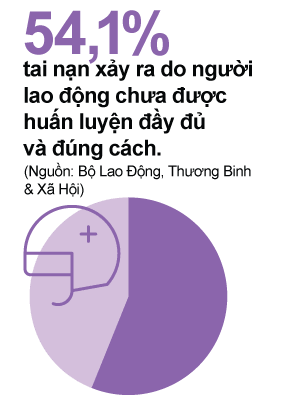 54,1%
tai nạn xảy ra do người
lao động chưa được
huấn luyện đầy đủ
và đúng cách.
(Nguồn: Bộ Lao Động, Thương Binh
& Xã Hội)